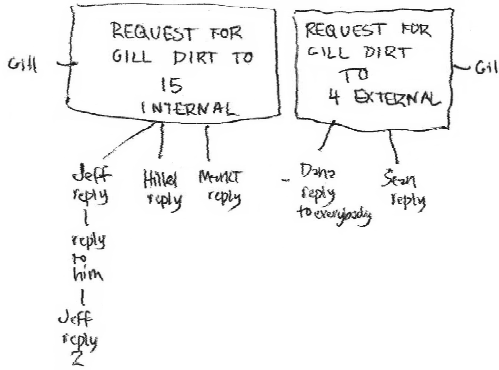 Gill
REQUEST FOR
GILL DIRT TO
15
INTERNAL
REQUEST FOR
GILL DIRT
TO
4 EXTERNAL
Gil
Jeff
reply
reply
to
him
Jeff
reply
2
Hillel
reply
reply
Dana
reply
to everybody
Sean
reply